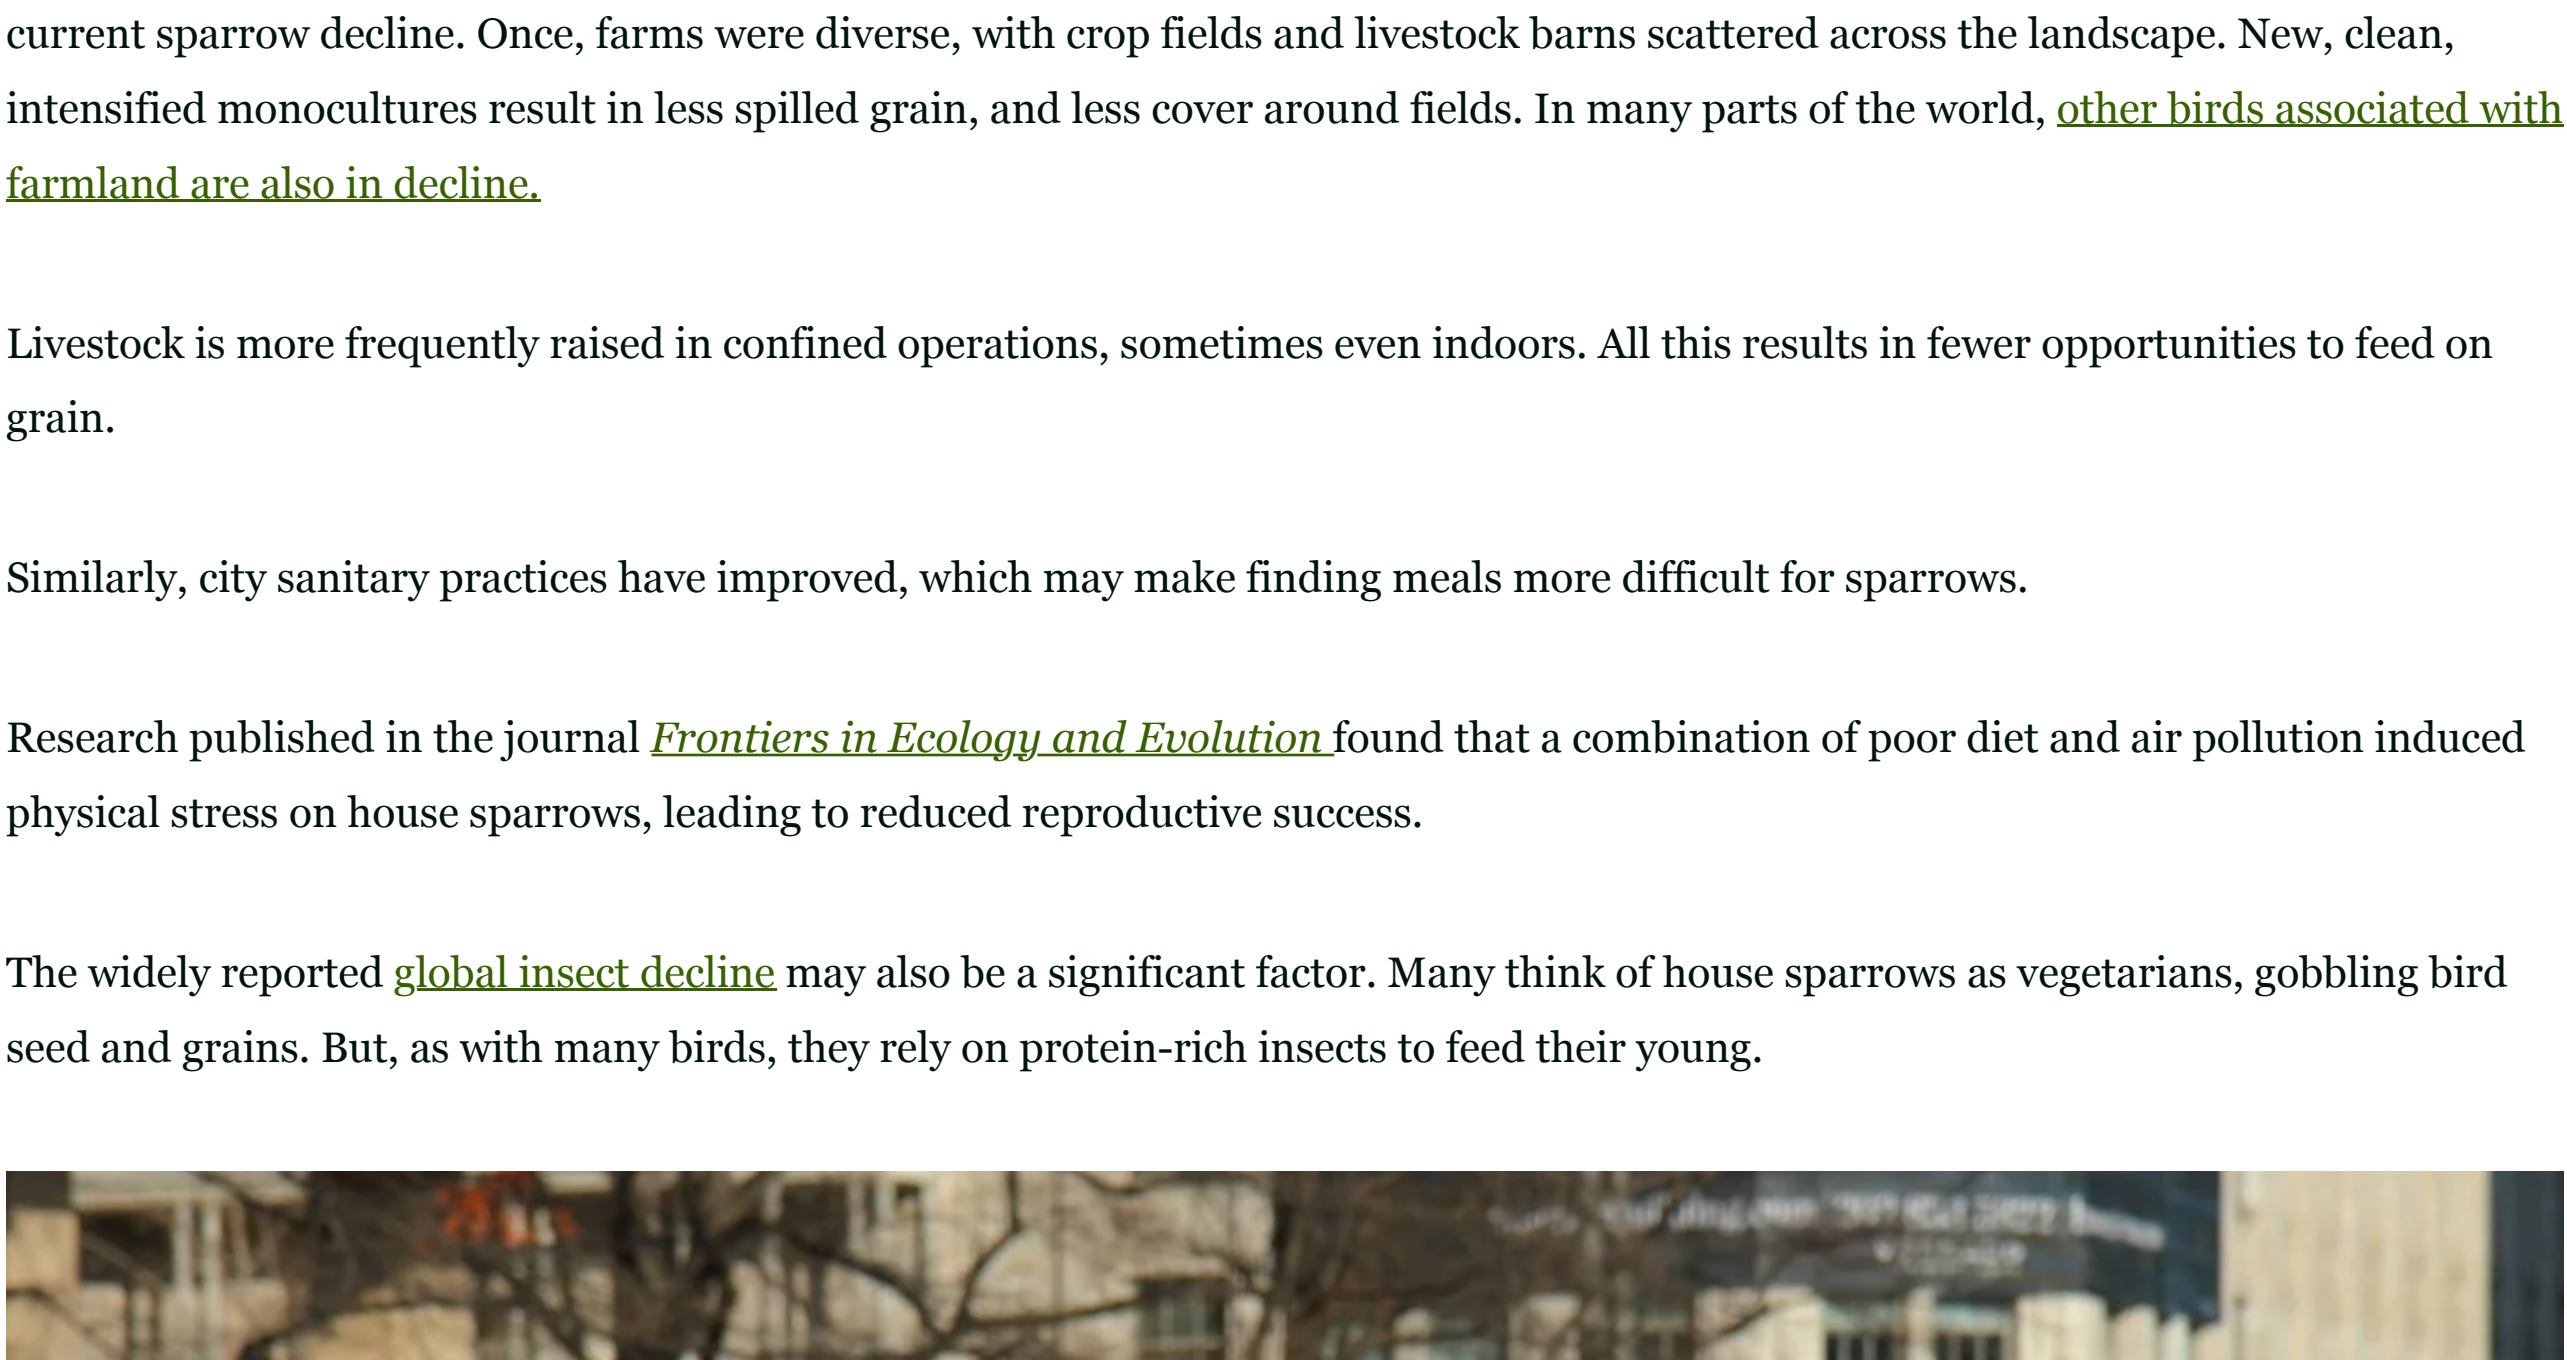 current sparrow decline. Once, farms were diverse, with crop fields and livestock barns scattered across the landscape. New, clean,
intensified monocultures result in less spilled grain, and less cover around fields. In many parts of the world, other birds associated with
farmland are also in decline.
Livestock is more frequently raised in confined operations, sometimes even indoors. All this results in fewer opportunities to feed on
grain.
Similarly, city sanitary practices have improved, which may make finding meals more difficult for sparrows.
Research published in the journal Frontiers in Ecology and Evolution found that a combination of poor diet and air pollution induced
physical stress on house sparrows, leading to reduced reproductive success.
The widely reported global insect decline may also be a significant factor. Many think of house sparrows as vegetarians, gobbling bird
seed and grains. But, as with many birds, they rely on protein-rich insects to feed their young.